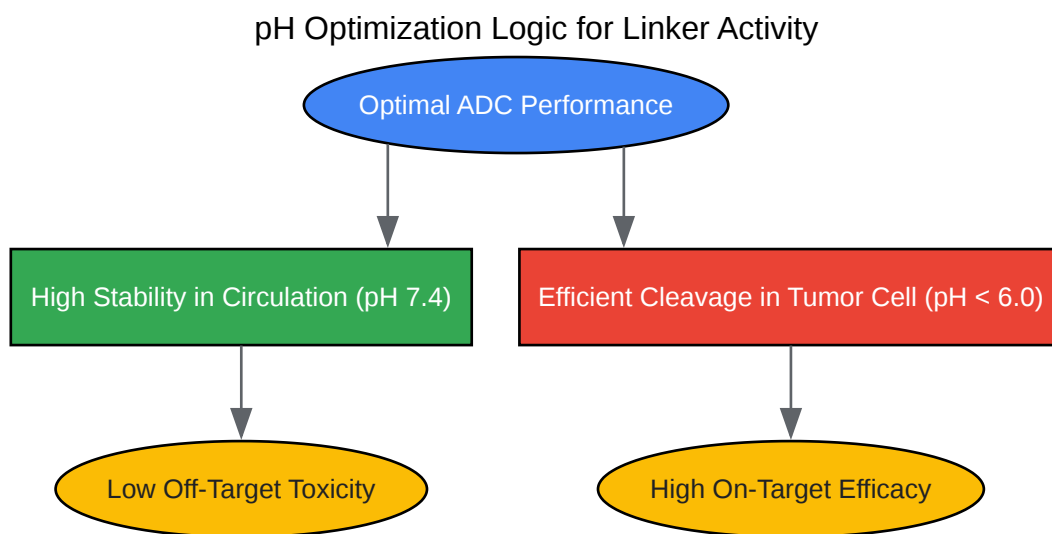 pH Optimization Logic for Linker Activity
Optimal ADC Performance
High Stability in Circulation (pH 7.4)
Efficient Cleavage in Tumor Cell (pH < 6.0)
Low Off-Target Toxicity
High On-Target Efficacy